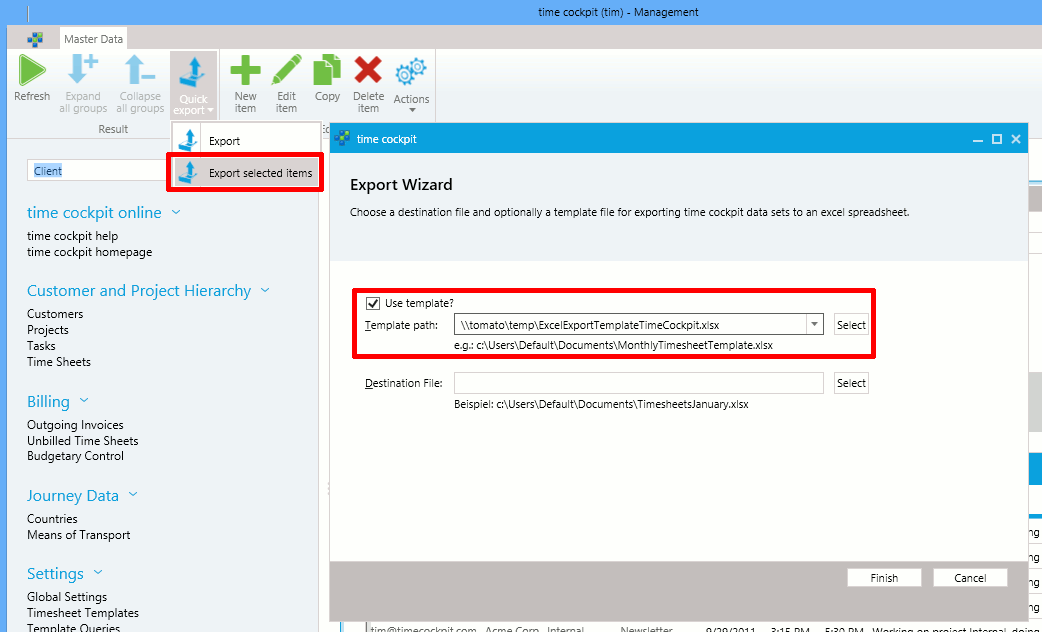 time cockpit (tim) - Management
Master Data
Refresh
Expand all groups
Collapse all groups
Quick export
New item
Edit item
Copy
Delete item
Actions
Result
Export
Export selected items
Client
time cockpit online
time cockpit help
time cockpit homepage
Customer and Project Hierarchy
Customers
Projects
Tasks
Time Sheets
Billing
Outgoing Invoices
Unbilled Time Sheets
Budgetary Control
Journey Data
Countries
Means of Transport
Settings
Global Settings
Timesheet Templates
Template Queries
time cockpit
Export Wizard
Choose a destination file and optionally a template file for exporting time cockpit data sets to an excel spreadsheet.
Use template?
Template path: \\tomato\temp\ExcelExportTemplateTimeCockpit.xlsx Select
e.g.: c:\Users\Default\Documents\MonthlyTimesheetTemplate.xlsx
Destination File: Select
Beispiel: c:\Users\Default\Documents\TimesheetsJanuary.xlsx
Finish Cancel
tim@timecockpit.com Acme Corp. Internal Newsletter 9/29/2011 3:15 PM 5:30 PM Working on project Internal, doing